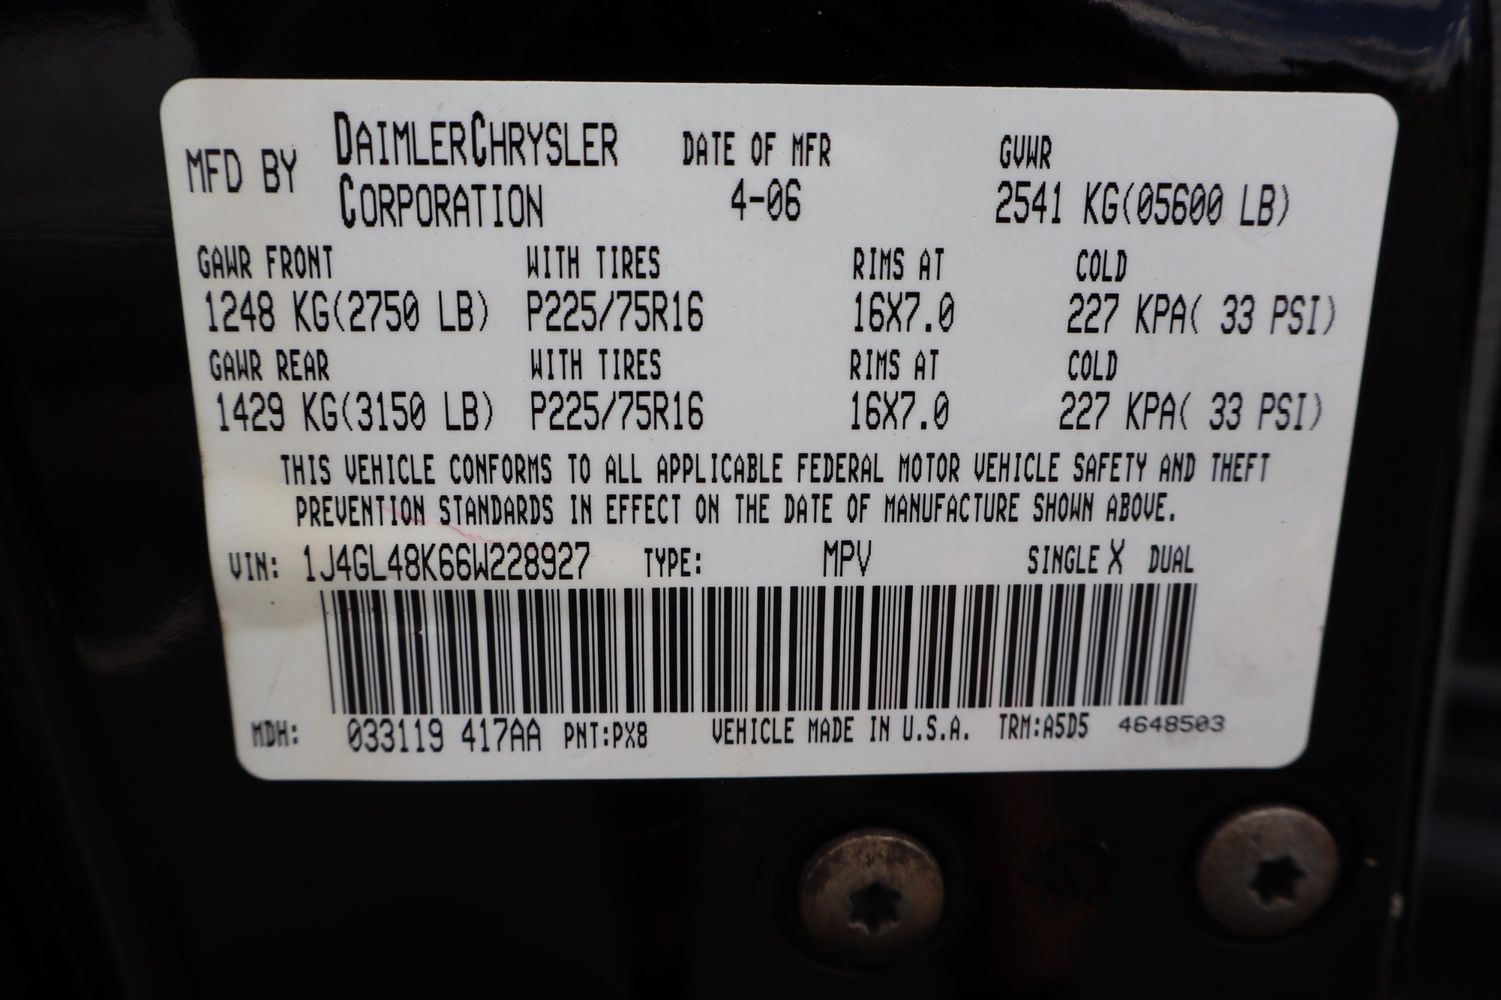 MFD BY DAIMLERCHRYSLER CORPORATION DATE OF MFR 4-06 GVWR 2541 KG(05600 LB)
GAWR FRONT WITH TIRES RIMS AT COLD
1248 KG(2750 LB) P225/75R16 16X7.0 227 KPA( 33 PSI)
GAWR REAR WITH TIRES RIMS AT COLD
1429 KG(3150 LB) P225/75R16 16X7.0 227 KPA( 33 PSI)
THIS VEHICLE CONFORMS TO ALL APPLICABLE FEDERAL MOTOR VEHICLE SAFETY AND THEFT
PREVENTION STANDARDS IN EFFECT ON THE DATE OF MANUFACTURE SHOWN ABOVE.
VIN: 1J4GL48K66W228927 TYPE: MPV SINGLE X DUAL
MDH: 033119 417AA PNT:PX8 VEHICLE MADE IN U.S.A. TRM:A5D5 4648503